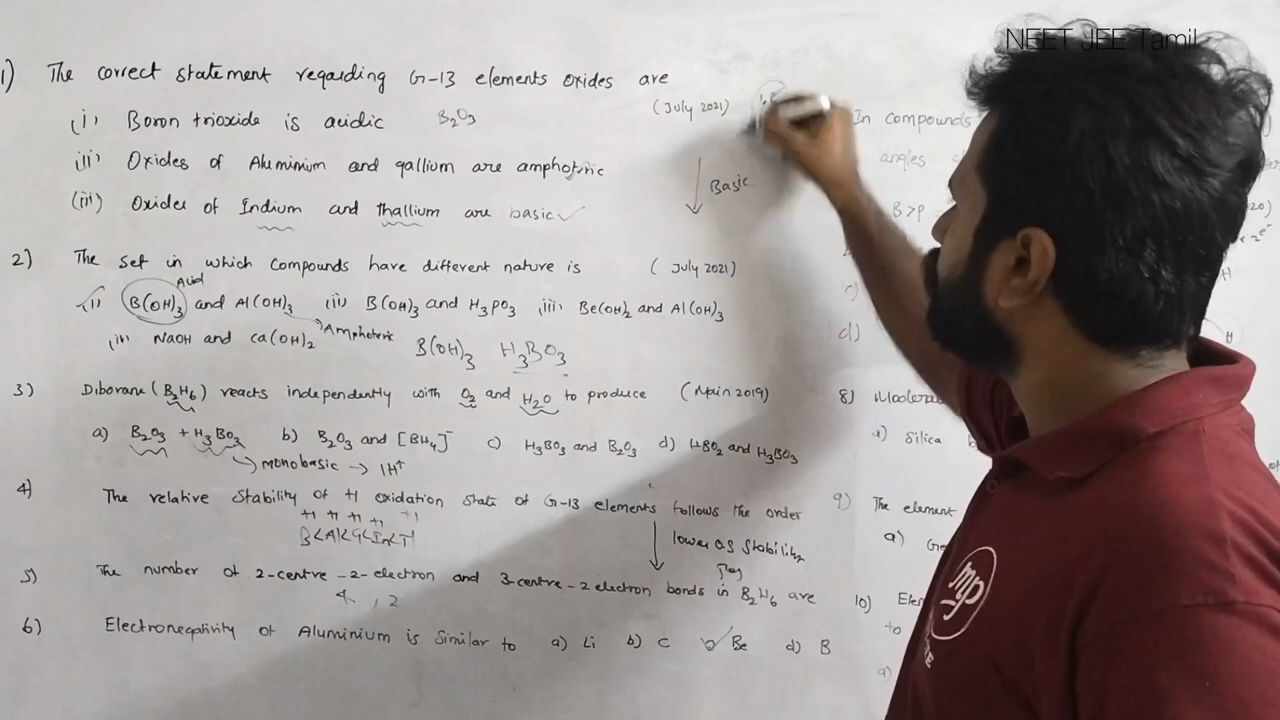 NEET JEE Tamil
1) The correct statement regarding G-13 elements oxides are
(July 2021)
(i) Boron trioxide is acidic B₂O₃
(ii) Oxides of Aluminium and gallium are amphoteric
(iii) Oxides of Indium and thallium are basic ✓
Basic
2) The set in which compounds have different nature is (July 2021)
Acid
(i) B(OH)₃ and Al(OH)₃ (ii) B(OH)₃ and H₃PO₃ (iii) Be(OH)₂ and Al(OH)₃
Amphoteric
(iv) NaOH and Ca(OH)₂ B(OH)₃ H₃BO₃
3) Diborane (B₂H₆) reacts independently with O₂ and H₂O to produce (Main 2019)
a) B₂O₃ + H₃BO₃ b) B₂O₃ and [BH₄]⁻ c) H₃BO₃ and B₂O₃ d) HBO₂ and H₃BO₃
→ monobasic → 1H⁺
4) The relative stability of +1 oxidation state of G-13 elements follows the order
+1 +1 +1 +1 +1
B<Al<G<In<Tl
lower OS stability
5) The number of 2-centre -2-electron and 3-centre-2 electron bonds in B₂H₆ are
4, 2
6) Electronegativity of Aluminium is similar to a) Li b) C ✓ Be d) B
In compounds
angles
B>P
20)
2e⁻
H
c)
d)
H
8)
a) Silica b
9) The element
a) Ge
10) Ele
to
a)
mp